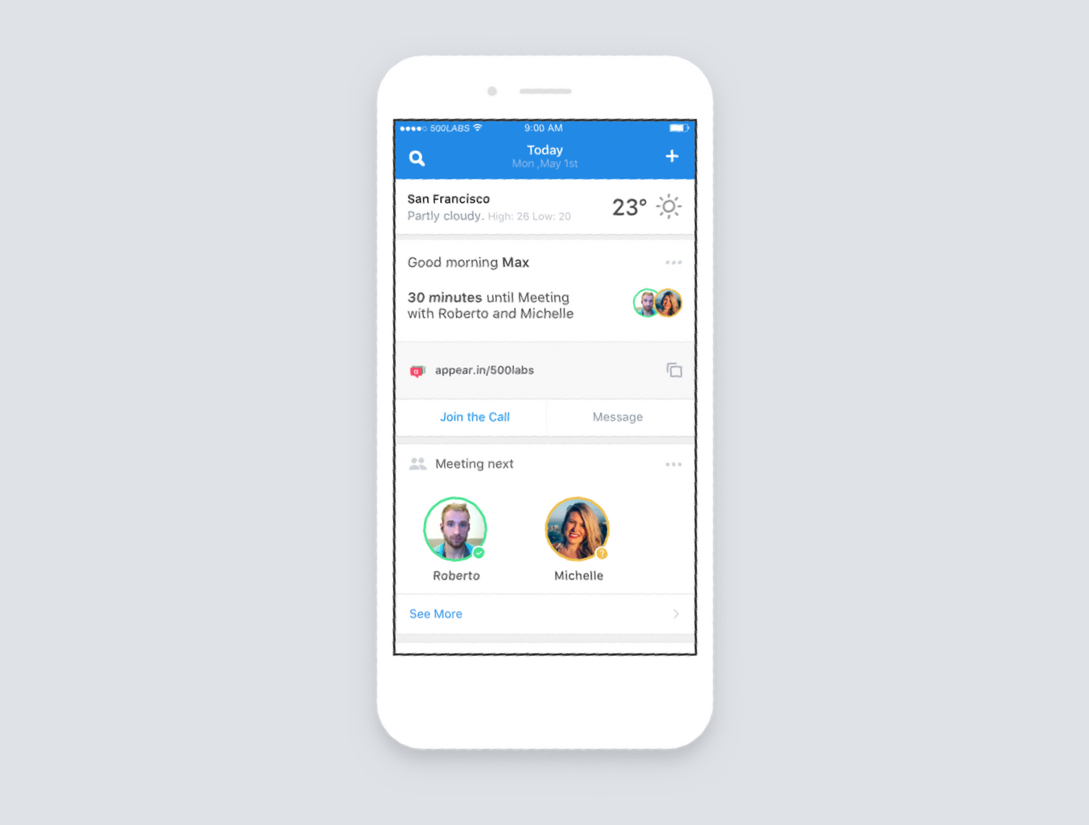 500LABS
9:00 AM
Today
Mon ,May 1st
San Francisco
23°
Partly cloudy. High: 26 Low: 20
Good morning Max
30 minutes until Meeting
with Roberto and Michelle
appear.in/500labs
Join the Call
Message
Meeting next
?
Roberto
Michelle
See More